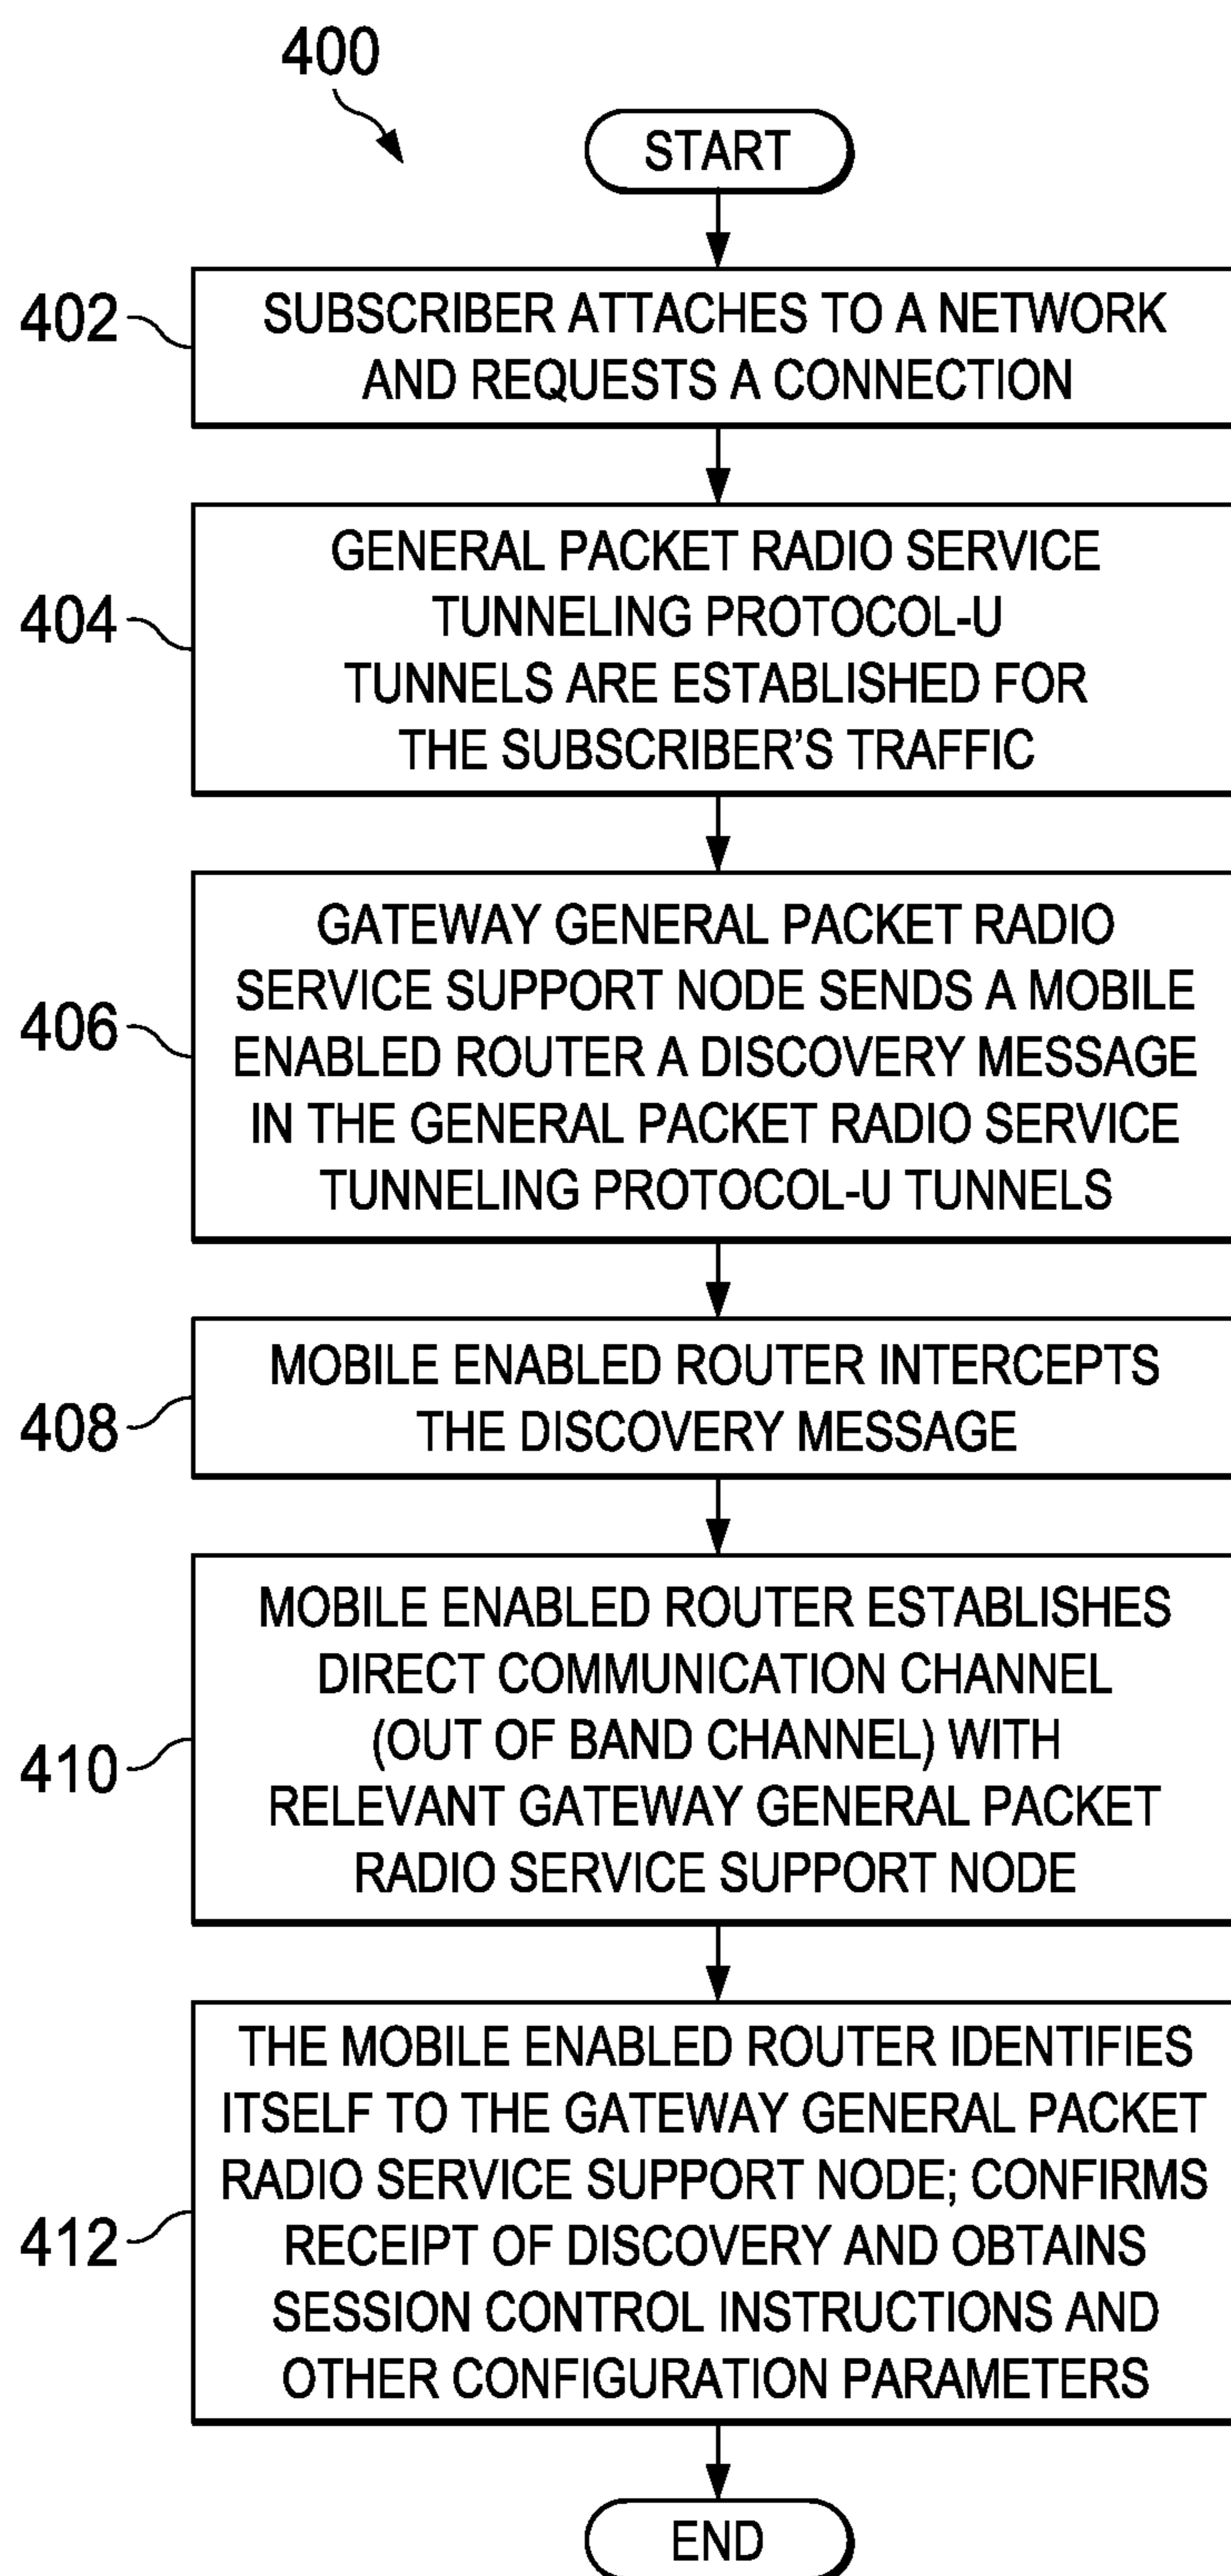 400
START
402
SUBSCRIBER ATTACHES TO A NETWORK
AND REQUESTS A CONNECTION
404
GENERAL PACKET RADIO SERVICE
TUNNELING PROTOCOL-U
TUNNELS ARE ESTABLISHED FOR
THE SUBSCRIBER'S TRAFFIC
406
GATEWAY GENERAL PACKET RADIO
SERVICE SUPPORT NODE SENDS A MOBILE
ENABLED ROUTER A DISCOVERY MESSAGE
IN THE GENERAL PACKET RADIO SERVICE
TUNNELING PROTOCOL-U TUNNELS
408
MOBILE ENABLED ROUTER INTERCEPTS
THE DISCOVERY MESSAGE
410
MOBILE ENABLED ROUTER ESTABLISHES
DIRECT COMMUNICATION CHANNEL
(OUT OF BAND CHANNEL) WITH
RELEVANT GATEWAY GENERAL PACKET
RADIO SERVICE SUPPORT NODE
412
THE MOBILE ENABLED ROUTER IDENTIFIES
ITSELF TO THE GATEWAY GENERAL PACKET
RADIO SERVICE SUPPORT NODE; CONFIRMS
RECEIPT OF DISCOVERY AND OBTAINS
SESSION CONTROL INSTRUCTIONS AND
OTHER CONFIGURATION PARAMETERS
END